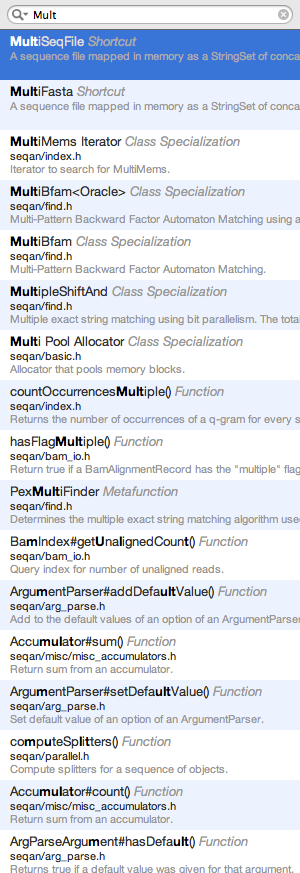 Mult
MultiSeqFile Shortcut
A sequence file mapped in memory as a StringSet of conca
MultiFasta Shortcut
A sequence file mapped in memory as a StringSet of conca
MultiMems Iterator Class Specialization
seqan/index.h
Iterator to search for MultiMems.
MultiBfam<Oracle> Class Specialization
seqan/find.h
Multi-Pattern Backward Factor Automaton Matching using a
MultiBfam Class Specialization
seqan/find.h
Multi-Pattern Backward Factor Automaton Matching.
MultipleShiftAnd Class Specialization
seqan/find.h
Multiple exact string matching using bit parallelism. The tota
Multi Pool Allocator Class Specialization
seqan/basic.h
Allocator that pools memory blocks.
countOccurrencesMultiple() Function
seqan/index.h
Returns the number of occurrences of a q-gram for every s
hasFlagMultiple() Function
seqan/bam_io.h
Return true if a BamAlignmentRecord has the "multiple" flag
PexMultiFinder Metafunction
seqan/find.h
Determines the multiple exact string matching algorithm use
BamIndex#getUnalignedCount() Function
seqan/bam_io.h
Query index for number of unaligned reads.
ArgumentParser#addDefaultValue() Function
seqan/arg_parse.h
Add to the default values of an option of an ArgumentParser
Accumulator#sum() Function
seqan/misc/misc_accumulators.h
Return sum from an accumulator.
ArgumentParser#setDefaultValue() Function
seqan/arg_parse.h
Set default value of an option of an ArgumentParser.
computeSplitters() Function
seqan/parallel.h
Compute splitters for a sequence of objects.
Accumulator#count() Function
seqan/misc/misc_accumulators.h
Return sum from an accumulator.
ArgParseArgument#hasDefault() Function
seqan/arg_parse.h
Returns true if a default value was given for that argument.